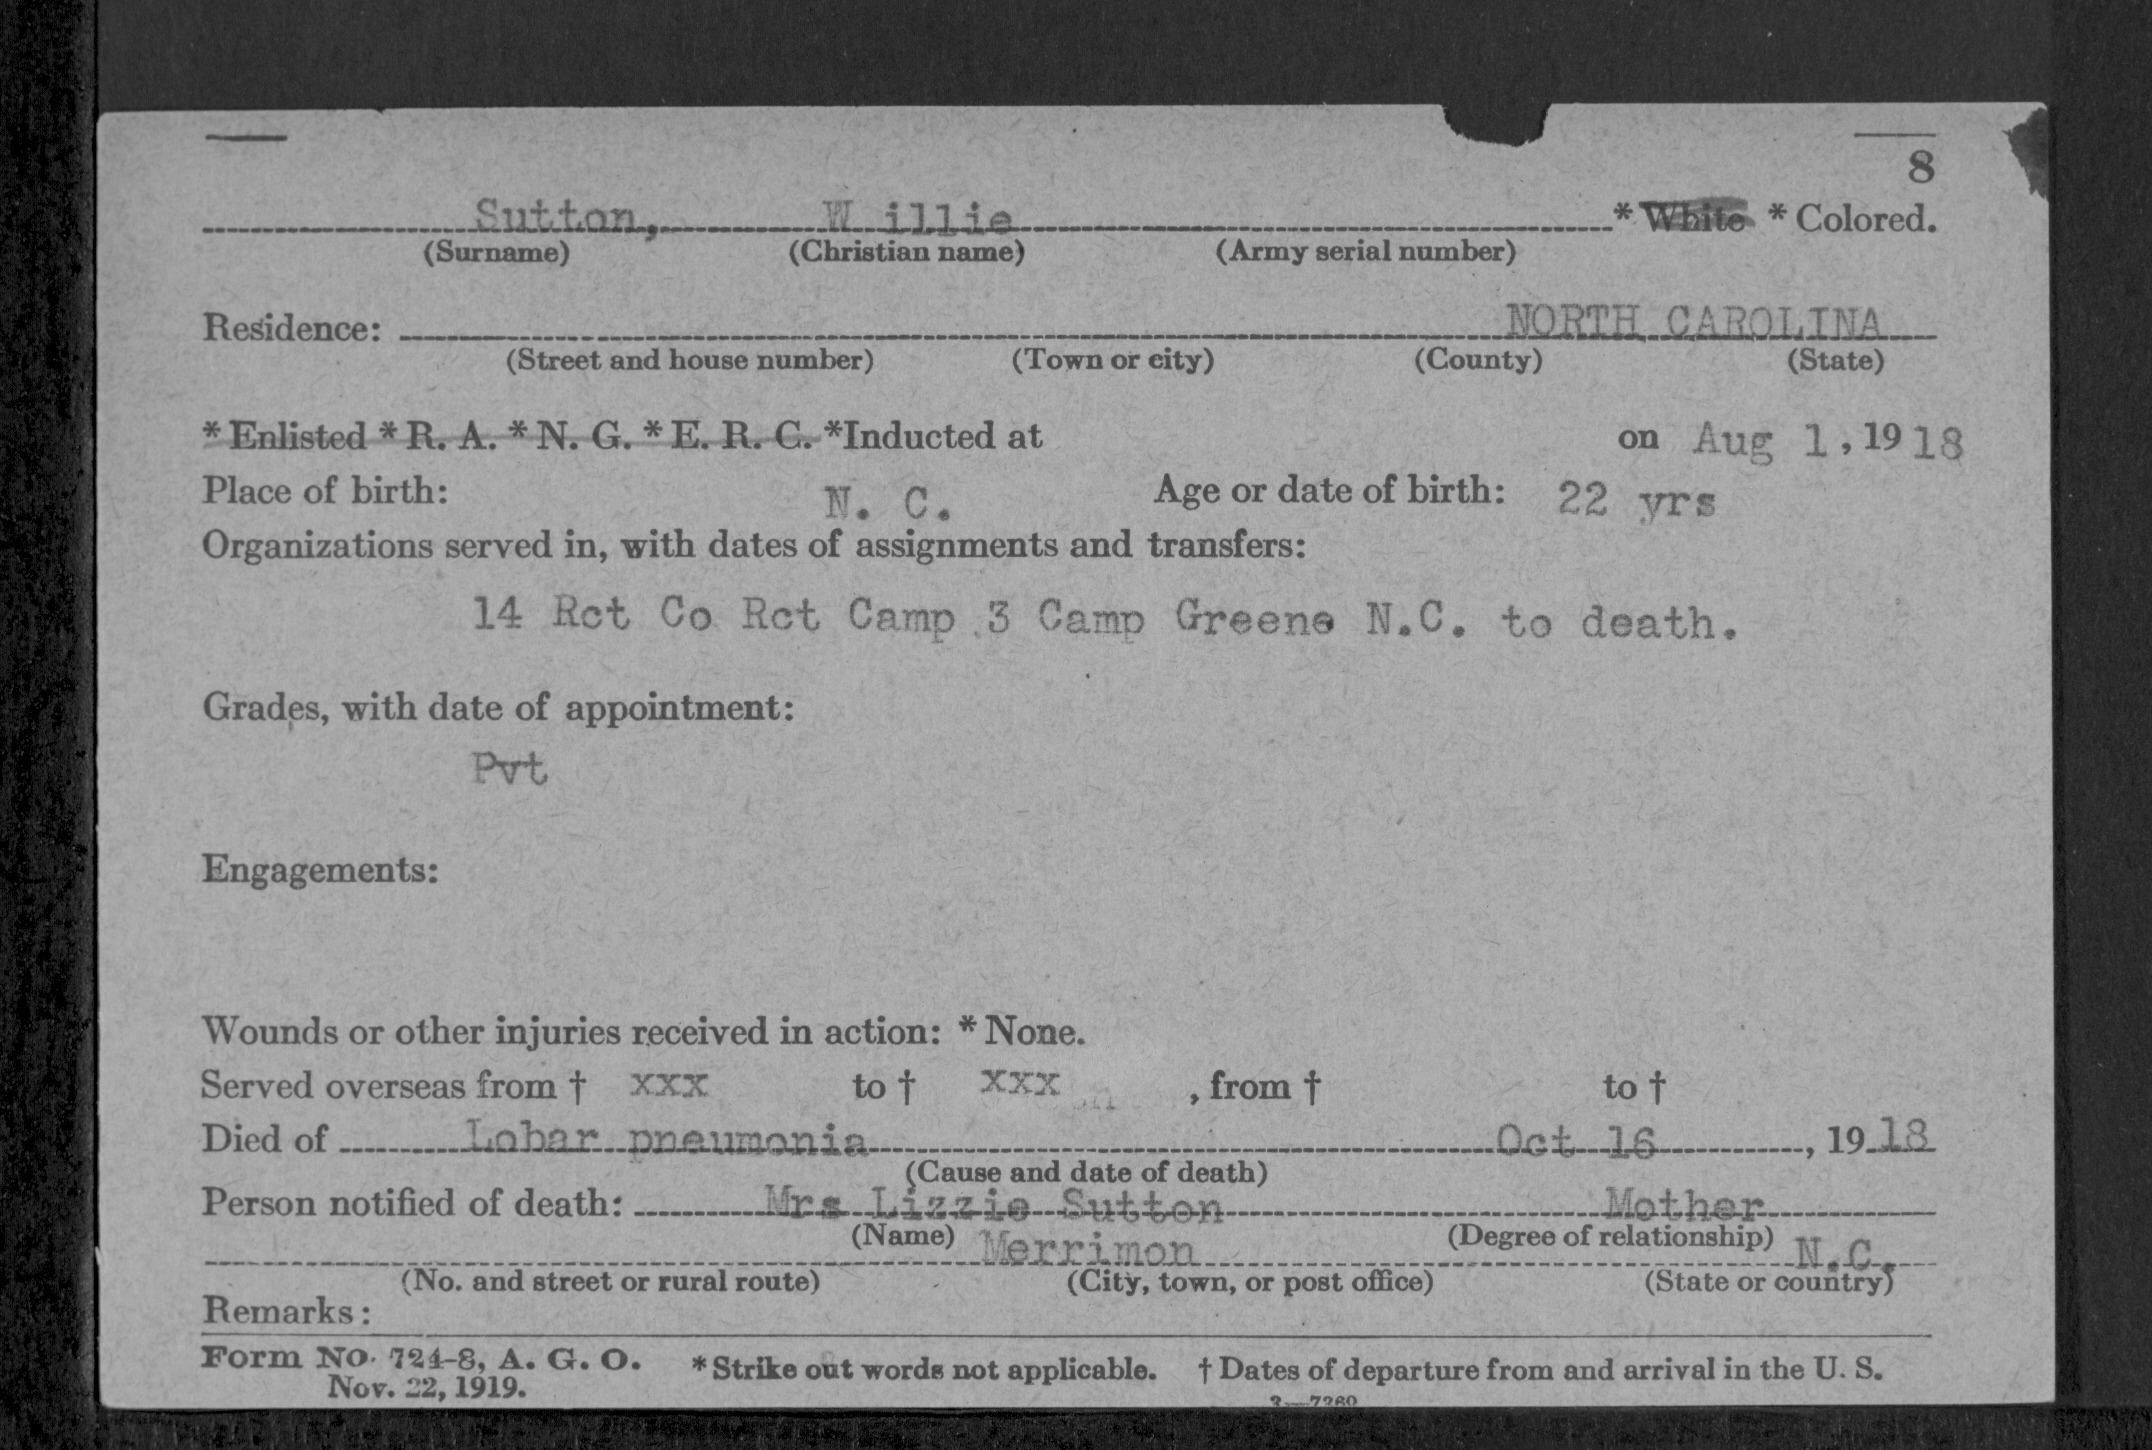 8
Sutton, W illie * White * Colored.
(Surname) (Christian name) (Army serial number)
Residence: NORTH CAROLINA
(Street and house number) (Town or city) (County) (State)
* Enlisted * R. A. * N. G. * E. R. C. *Inducted at on Aug 1, 1918
Place of birth: N. C. Age or date of birth: 22 yrs
Organizations served in, with dates of assignments and transfers:
14 Rct Co Rct Camp 3 Camp Greene N.C. to death.
Grades, with date of appointment:
Pvt
Engagements:
Wounds or other injuries received in action: * None.
Served overseas from † xxx to † xxx , from † to †
Died of Lobar pneumonia Oct 16, 1918
(Cause and date of death)
Person notified of death: Mrs Lizzie Sutton Mother
(Name) (Degree of relationship)
Merrimon N.C.
(No. and street or rural route) (City, town, or post office) (State or country)
Remarks:
Form No. 724-8, A. G. O. * Strike out words not applicable. † Dates of departure from and arrival in the U. S.
Nov. 22, 1919.
3—7260